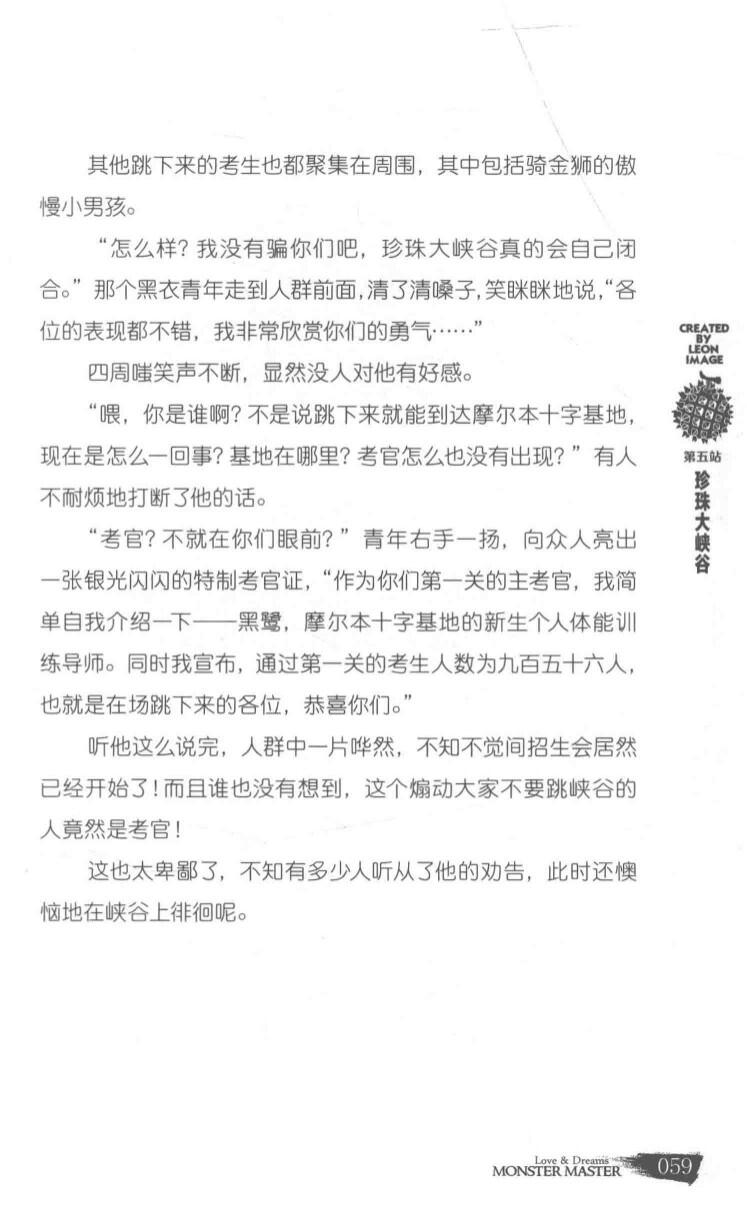 其他跳下来的考生也都聚集在周围，其中包括骑金狮的傲
慢小男孩。
“怎么样？我没有骗你们吧，珍珠大峡谷真的会自己闭
合。”那个黑衣青年走到人群前面，清了清嗓子，笑眯眯地说，“各
位的表现都不错，我非常欣赏你们的勇气……”
四周嗤笑声不断，显然没人对他有好感。
“喂，你是谁啊？不是说跳下来就能到达摩尔本十字基地，
现在是怎么一回事？基地在哪里？考官怎么也没有出现？”有人
不耐烦地打断了他的话。
“考官？不就在你们眼前？”青年右手一扬，向众人亮出
一张银光闪闪的特制考官证，“作为你们第一关的主考官，我简
单自我介绍一下——黑鹭，摩尔本十字基地的新生个人体能训
练导师。同时我宣布，通过第一关的考生人数为九百五十六人，
也就是在场跳下来的各位，恭喜你们。”
听他这么说完，人群中一片哗然，不知不觉间招生会居然
已经开始了！而且谁也没有想到，这个煽动大家不要跳峡谷的
人竟然是考官！
这也太卑鄙了，不知有多少人听从了他的劝告，此时还懊
恼地在峡谷上徘徊呢。
CREATED
BY
LEON
IMAGE
第五站
珍珠大峡谷
Love & Dreams
MONSTER MASTER
059